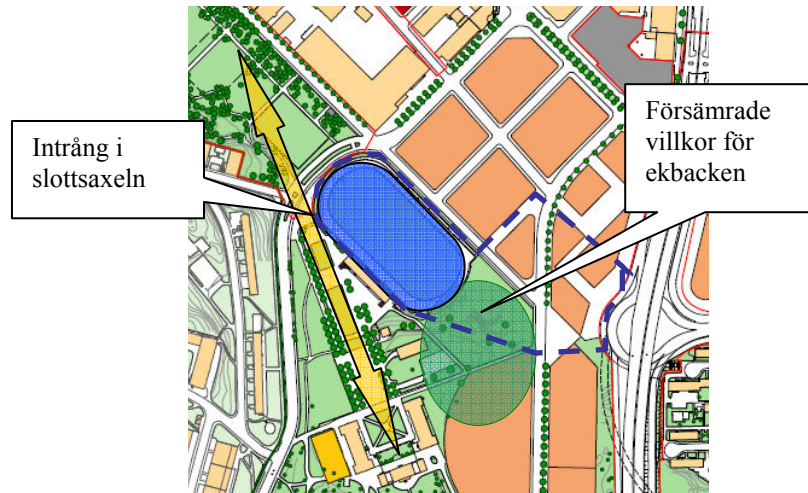 Intrång i
slottsaxeln
Försämrade
villkor för
ekbacken